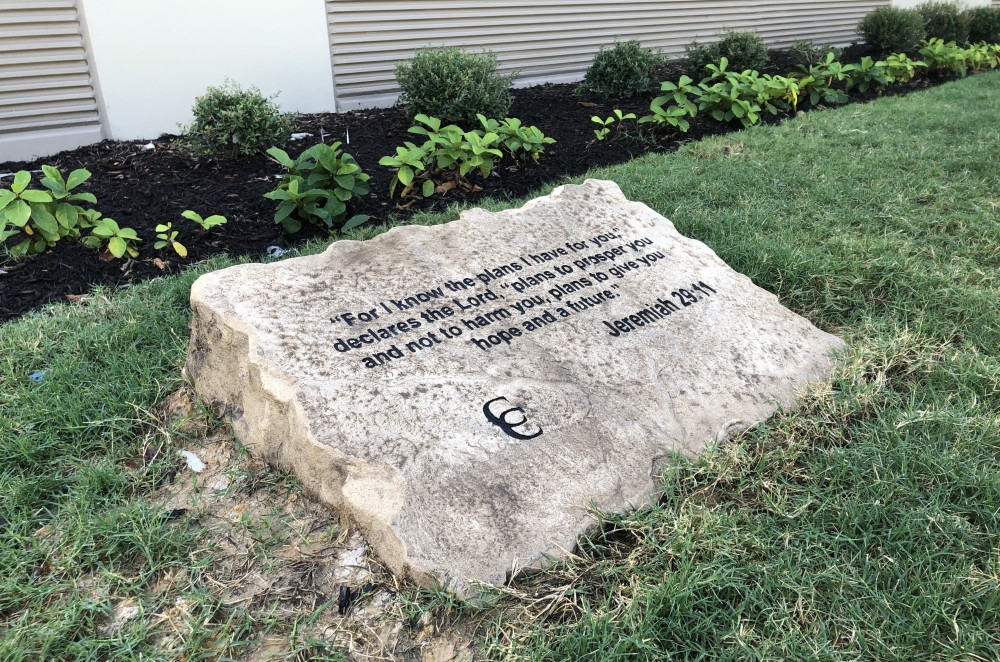 "For I know the plans I have for you,"
declares the Lord, "plans to prosper you
and not to harm you, plans to give you
hope and a future."
Jeremiah 29:11
CC